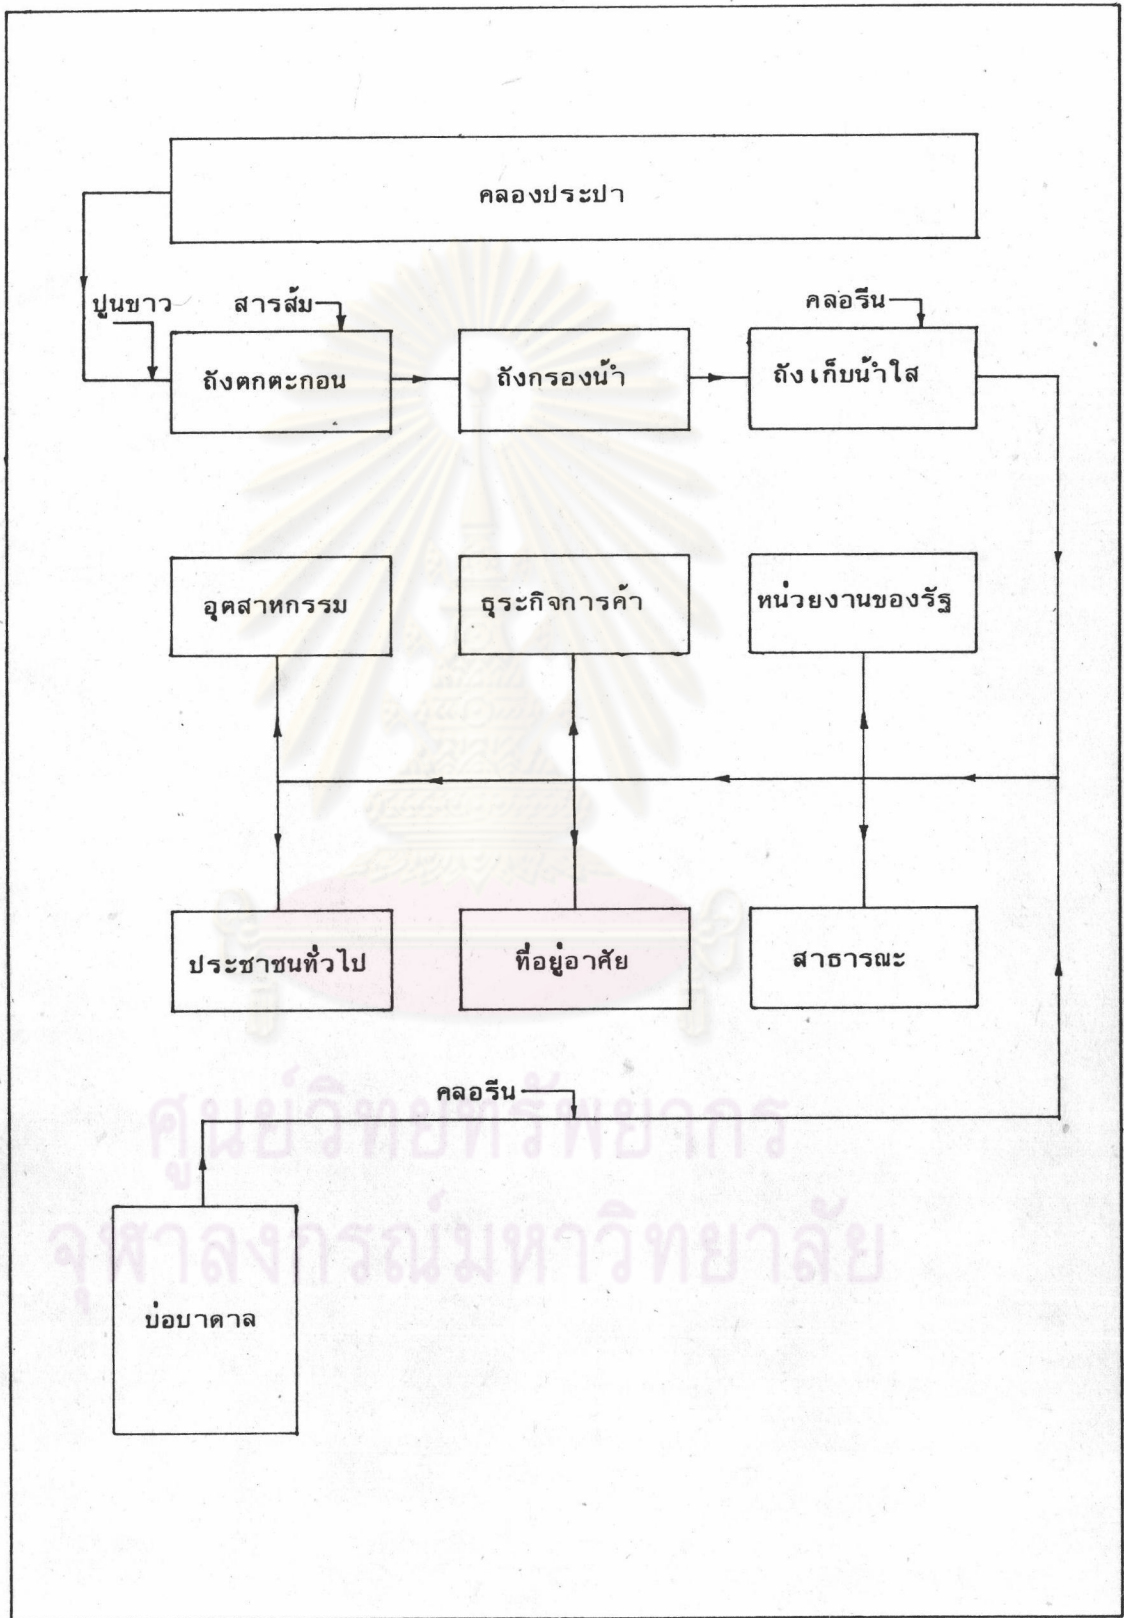 คลองประปา
ปูนขาว
สารส้ม
คลอรีน
ถังตกตะกอน
ถังกรองน้ำ
ถังเก็บน้ำใส
อุตสาหกรรม
ธุระกิจการค้า
หน่วยงานของรัฐ
ประชาชนทั่วไป
ที่อยู่อาศัย
สาธารณะ
คลอรีน
ศูนย์วิทยทรัพยากร
จุฬาลงกรณ์มหาวิทยาลัย
บ่อบาดาล